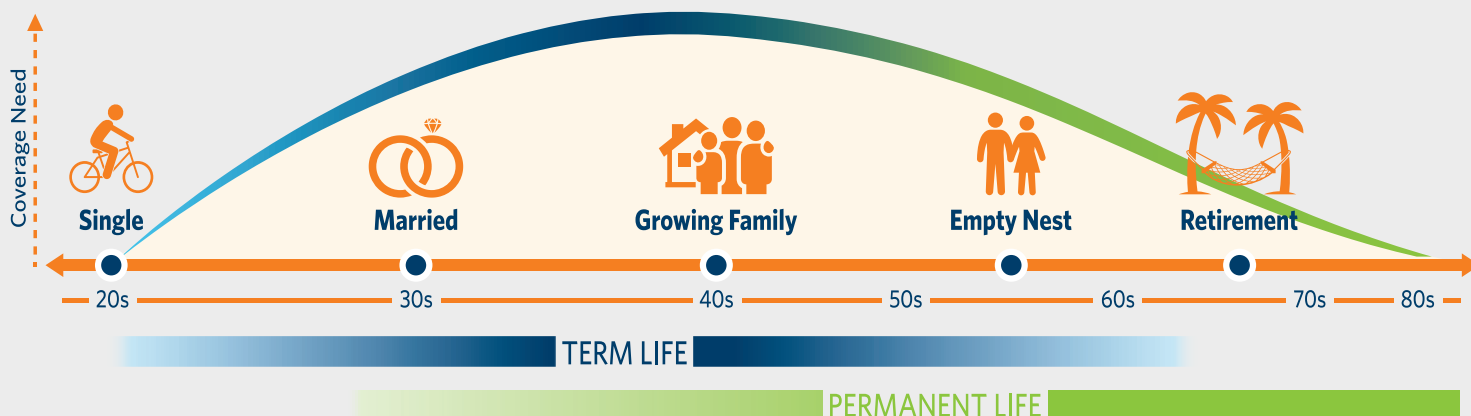 Coverage Need
Single
Married
Growing Family
Empty Nest
Retirement
20s
30s
40s
50s
60s
70s
80s
TERM LIFE
PERMANENT LIFE